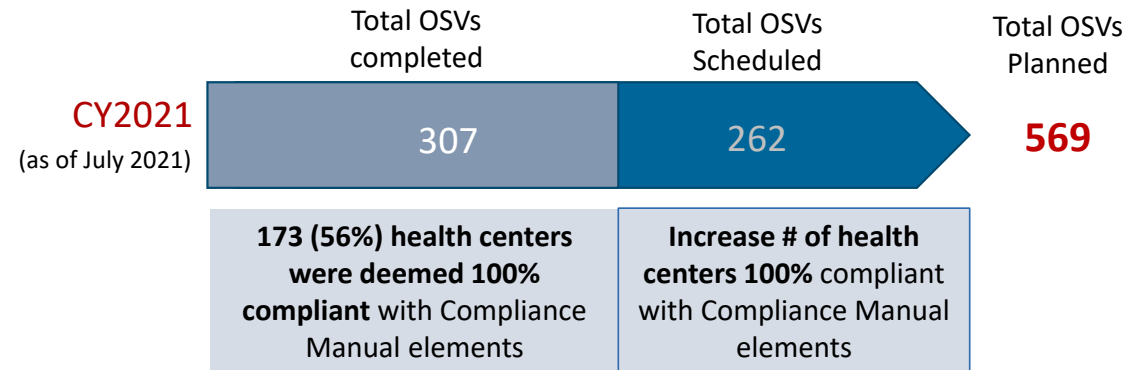 Total OSVs
completed
Total OSVs
Scheduled
Total OSVs
Planned
CY2021
(as of July 2021)
307
262
569
173 (56%) health centers
were deemed 100%
compliant with Compliance
Manual elements
Increase # of health
centers 100% compliant
with Compliance Manual
elements